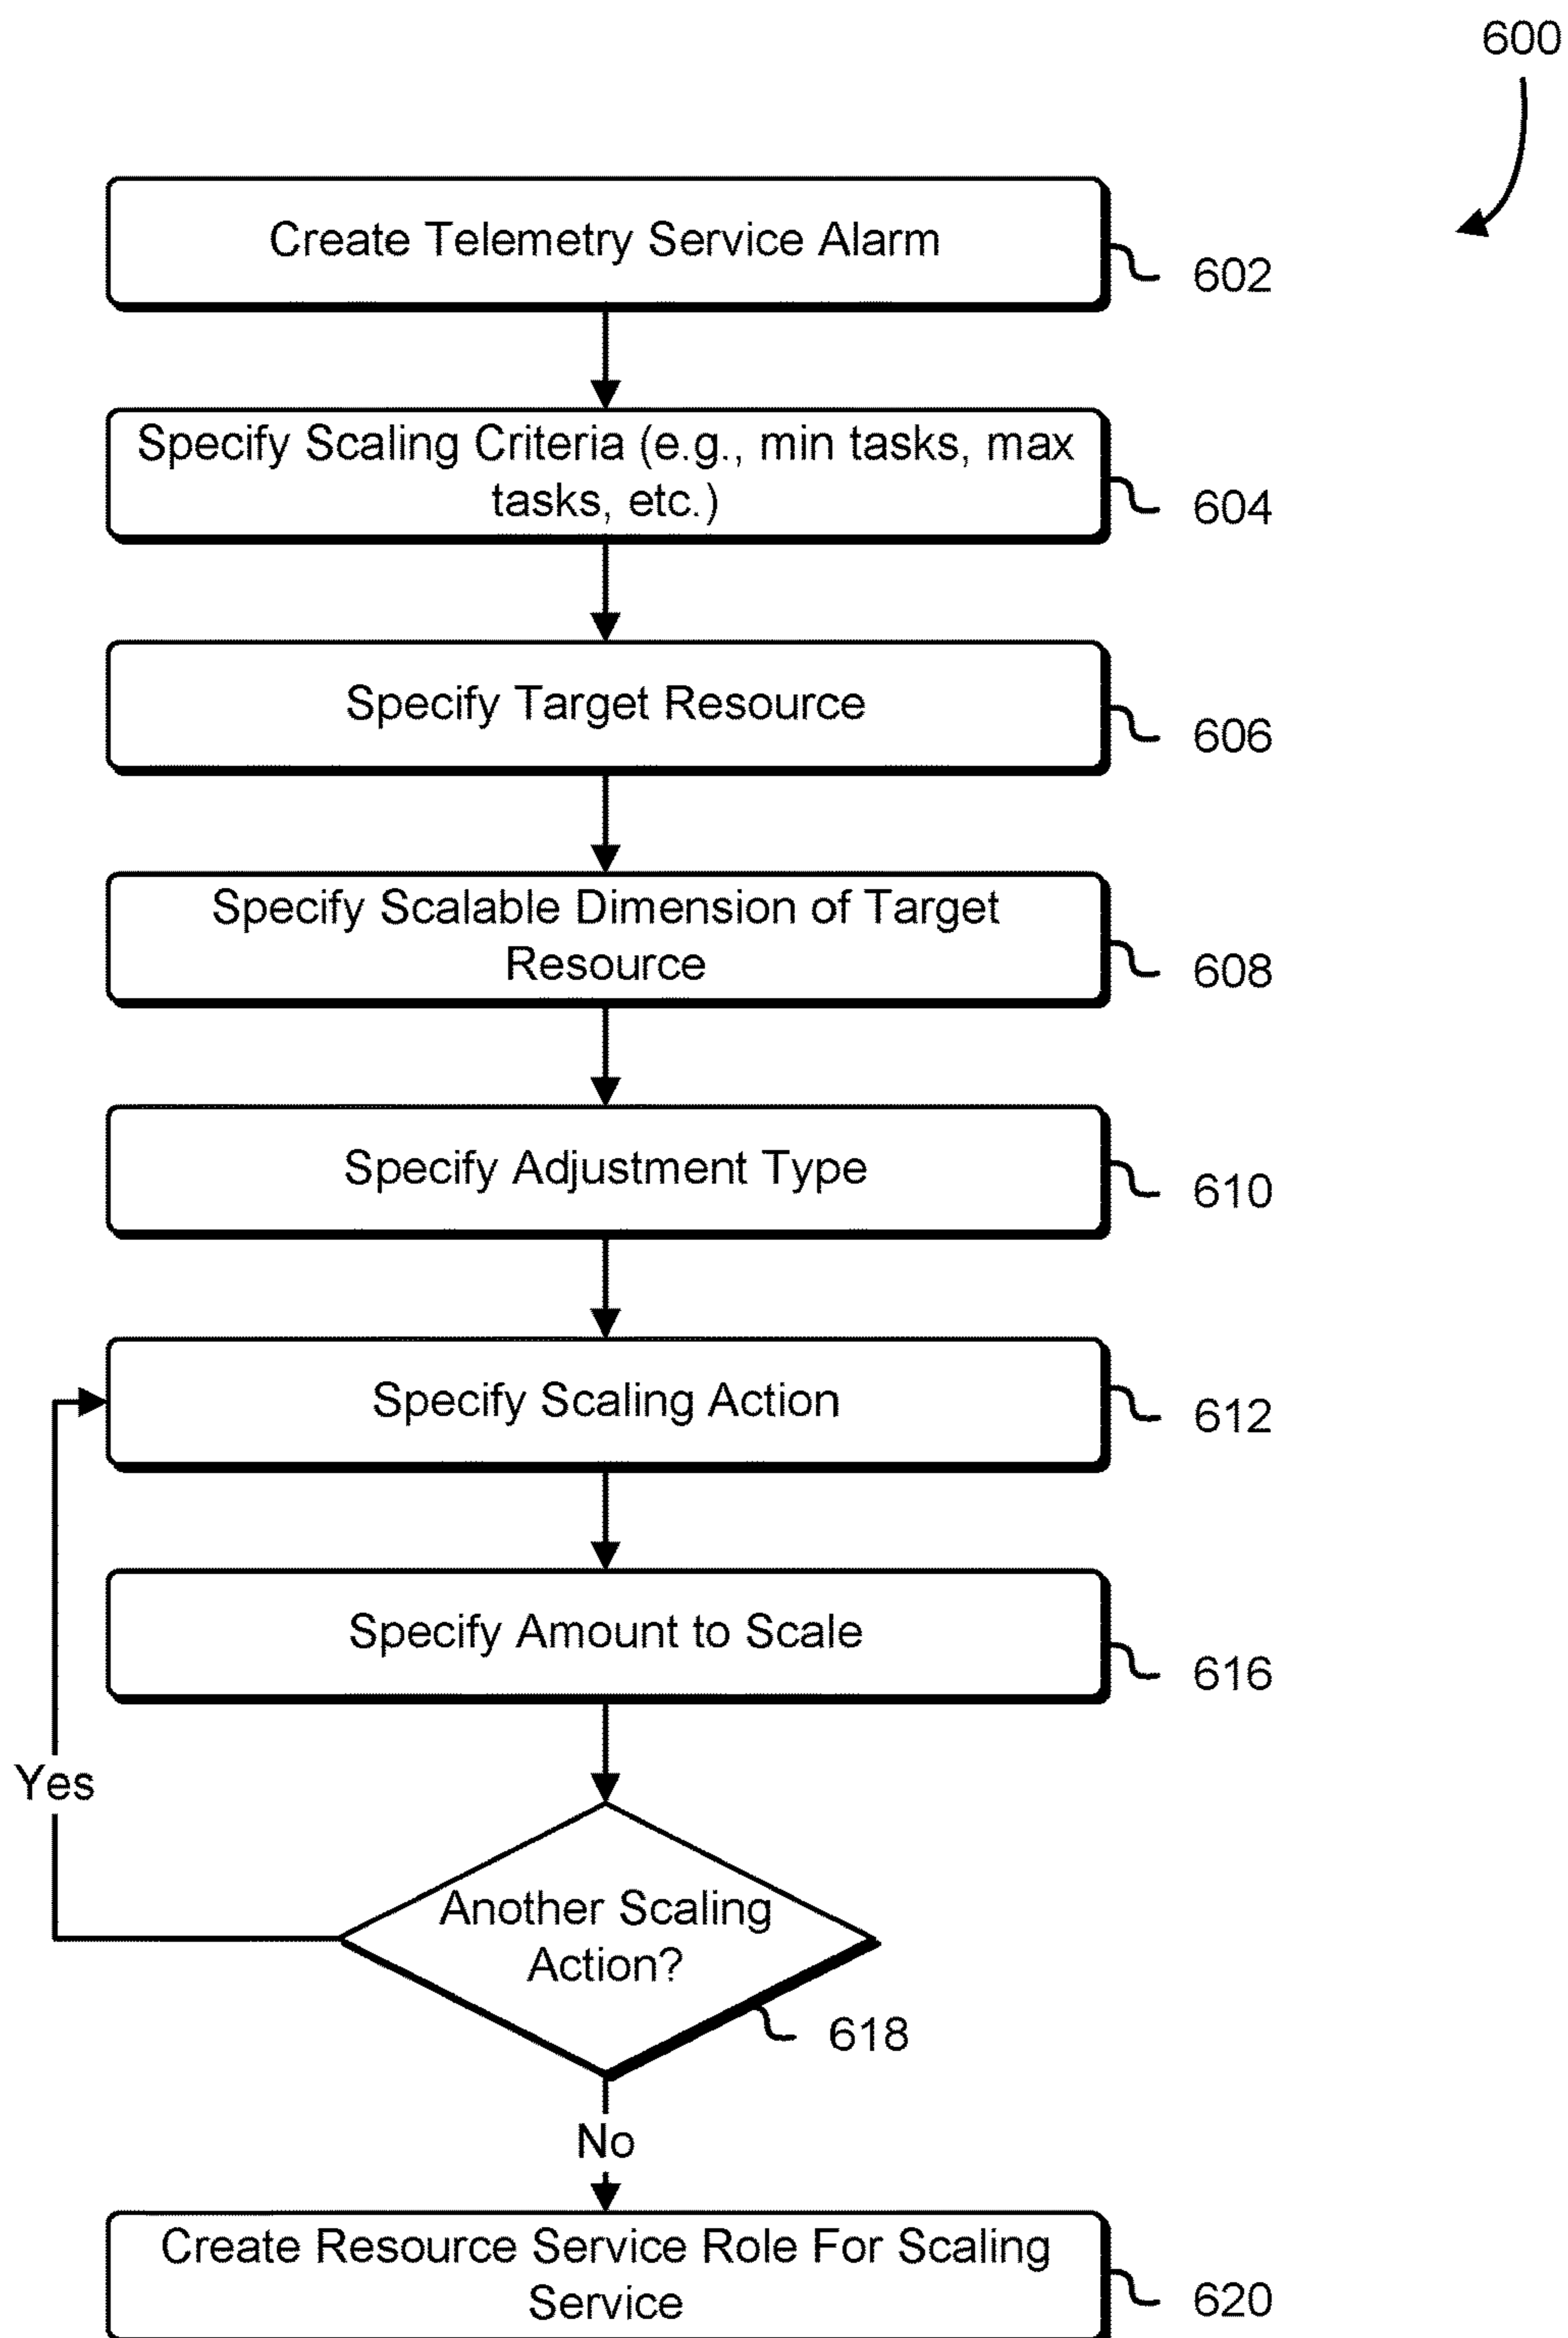 600
Create Telemetry Service Alarm
602
Specify Scaling Criteria (e.g., min tasks, max
tasks, etc.)
604
Specify Target Resource
606
Specify Scalable Dimension of Target
Resource
608
Specify Adjustment Type
610
Specify Scaling Action
612
Specify Amount to Scale
616
Yes
Another Scaling
Action?
618
No
Create Resource Service Role For Scaling
Service
620